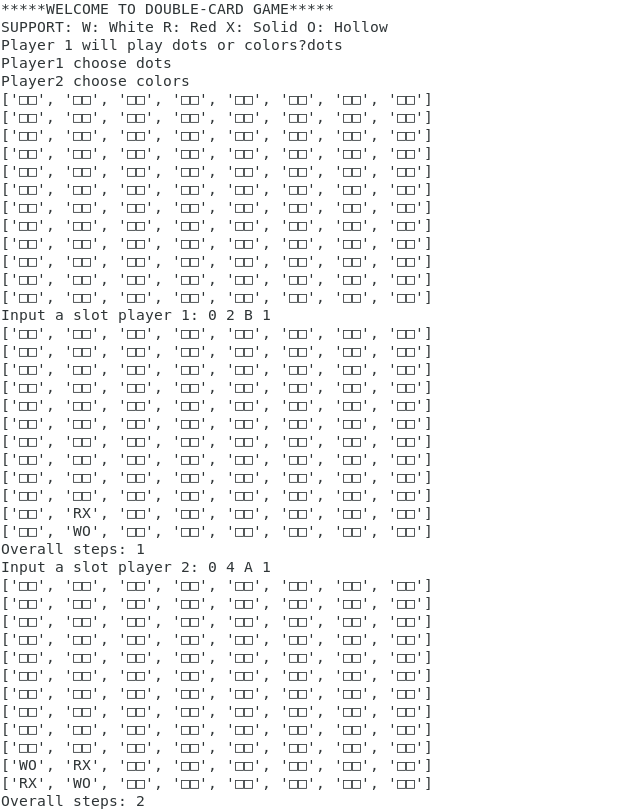 *****WELCOME TO DOUBLE-CARD GAME*****
SUPPORT: W: White R: Red X: Solid O: Hollow
Player 1 will play dots or colors?dots
Player1 choose dots
Player2 choose colors
['□□', '□□', '□□', '□□', '□□', '□□', '□□', '□□']
['□□', '□□', '□□', '□□', '□□', '□□', '□□', '□□']
['□□', '□□', '□□', '□□', '□□', '□□', '□□', '□□']
['□□', '□□', '□□', '□□', '□□', '□□', '□□', '□□']
['□□', '□□', '□□', '□□', '□□', '□□', '□□', '□□']
['□□', '□□', '□□', '□□', '□□', '□□', '□□', '□□']
['□□', '□□', '□□', '□□', '□□', '□□', '□□', '□□']
['□□', '□□', '□□', '□□', '□□', '□□', '□□', '□□']
['□□', '□□', '□□', '□□', '□□', '□□', '□□', '□□']
['□□', '□□', '□□', '□□', '□□', '□□', '□□', '□□']
['□□', '□□', '□□', '□□', '□□', '□□', '□□', '□□']
['□□', '□□', '□□', '□□', '□□', '□□', '□□', '□□']
Input a slot player 1: 0 2 B 1
['□□', '□□', '□□', '□□', '□□', '□□', '□□', '□□']
['□□', '□□', '□□', '□□', '□□', '□□', '□□', '□□']
['□□', '□□', '□□', '□□', '□□', '□□', '□□', '□□']
['□□', '□□', '□□', '□□', '□□', '□□', '□□', '□□']
['□□', '□□', '□□', '□□', '□□', '□□', '□□', '□□']
['□□', '□□', '□□', '□□', '□□', '□□', '□□', '□□']
['□□', '□□', '□□', '□□', '□□', '□□', '□□', '□□']
['□□', '□□', '□□', '□□', '□□', '□□', '□□', '□□']
['□□', '□□', '□□', '□□', '□□', '□□', '□□', '□□']
['□□', '□□', '□□', '□□', '□□', '□□', '□□', '□□']
['□□', 'RX', '□□', '□□', '□□', '□□', '□□', '□□']
['□□', 'WO', '□□', '□□', '□□', '□□', '□□', '□□']
Overall steps: 1
Input a slot player 2: 0 4 A 1
['□□', '□□', '□□', '□□', '□□', '□□', '□□', '□□']
['□□', '□□', '□□', '□□', '□□', '□□', '□□', '□□']
['□□', '□□', '□□', '□□', '□□', '□□', '□□', '□□']
['□□', '□□', '□□', '□□', '□□', '□□', '□□', '□□']
['□□', '□□', '□□', '□□', '□□', '□□', '□□', '□□']
['□□', '□□', '□□', '□□', '□□', '□□', '□□', '□□']
['□□', '□□', '□□', '□□', '□□', '□□', '□□', '□□']
['□□', '□□', '□□', '□□', '□□', '□□', '□□', '□□']
['□□', '□□', '□□', '□□', '□□', '□□', '□□', '□□']
['□□', '□□', '□□', '□□', '□□', '□□', '□□', '□□']
['WO', 'RX', '□□', '□□', '□□', '□□', '□□', '□□']
['RX', 'WO', '□□', '□□', '□□', '□□', '□□', '□□']
Overall steps: 2